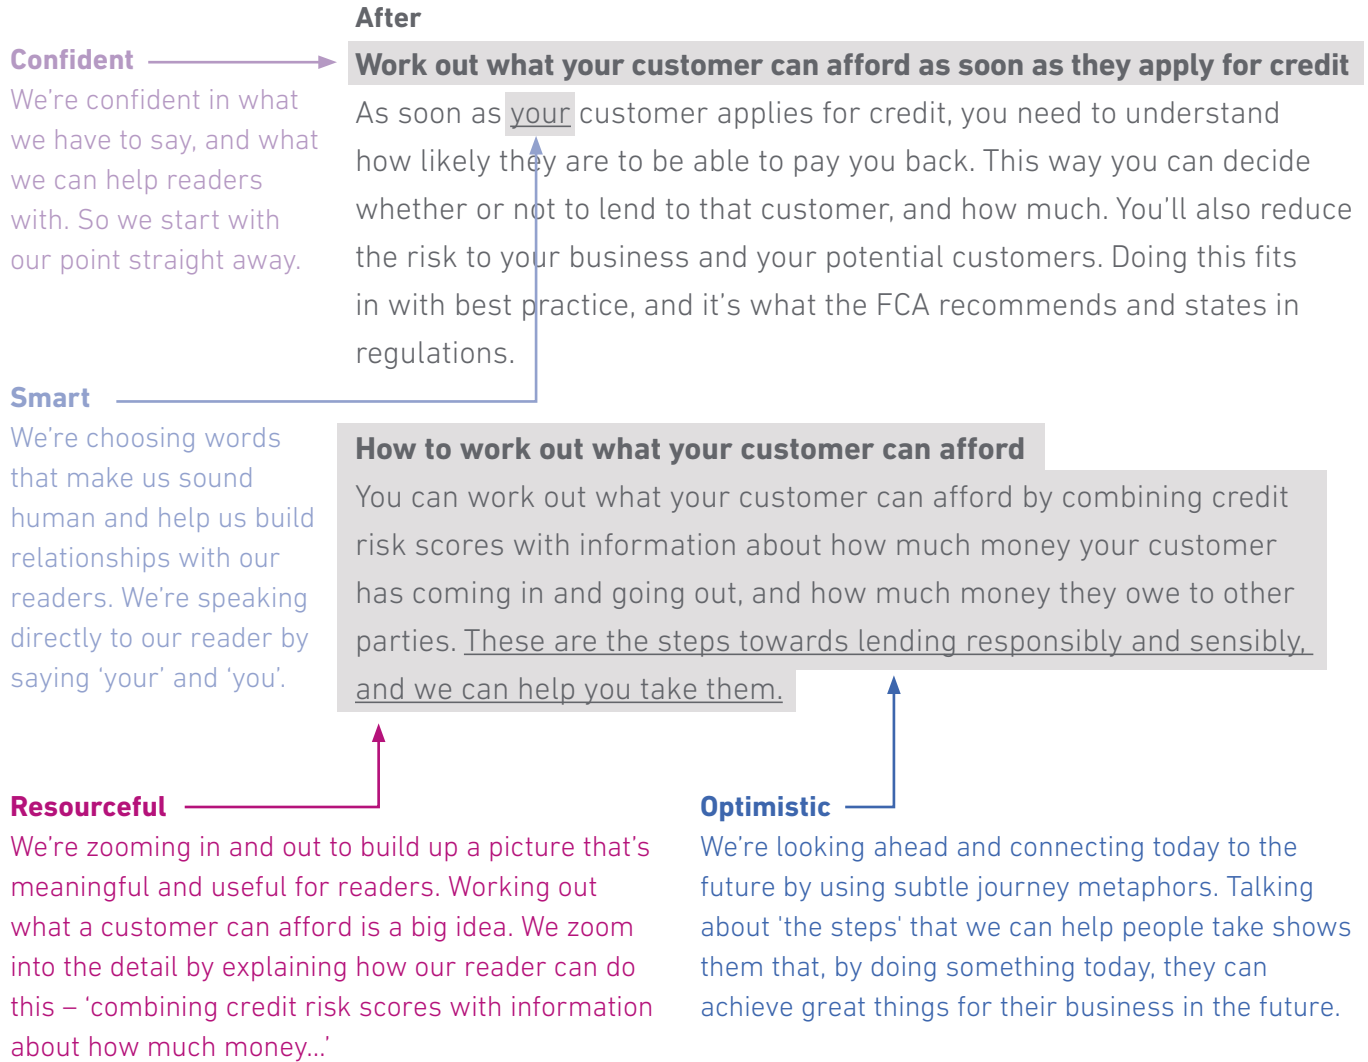 After
Confident
We're confident in what
we have to say, and what
we can help readers
with. So we start with
our point straight away.
Work out what your customer can afford as soon as they apply for credit
As soon as your customer applies for credit, you need to understand
how likely they are to be able to pay you back. This way you can decide
whether or not to lend to that customer, and how much. You'll also reduce
the risk to your business and your potential customers. Doing this fits
in with best practice, and it's what the FCA recommends and states in
regulations.
Smart
We're choosing words
that make us sound
human and help us build
relationships with our
readers. We're speaking
directly to our reader by
saying ‘your’ and ‘you’.
How to work out what your customer can afford
You can work out what your customer can afford by combining credit
risk scores with information about how much money your customer
has coming in and going out, and how much money they owe to other
parties. These are the steps towards lending responsibly and sensibly,
and we can help you take them.
Resourceful
We're zooming in and out to build up a picture that's
meaningful and useful for readers. Working out
what a customer can afford is a big idea. We zoom
into the detail by explaining how our reader can do
this – ‘combining credit risk scores with information
about how much money...’
Optimistic
We're looking ahead and connecting today to the
future by using subtle journey metaphors. Talking
about 'the steps' that we can help people take shows
them that, by doing something today, they can
achieve great things for their business in the future.